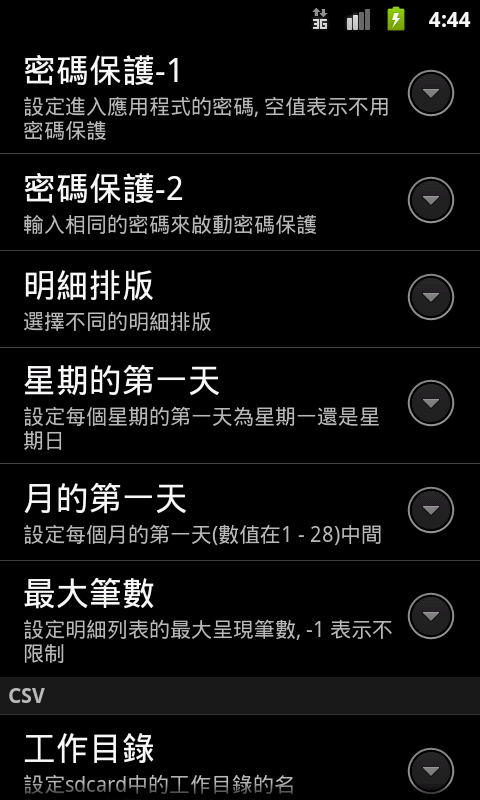 3G
4:44
密碼保護-1
設定進入應用程式的密碼, 空值表示不用
密碼保護
密碼保護-2
輸入相同的密碼來啟動密碼保護
明細排版
選擇不同的明細排版
星期的第一天
設定每個星期的第一天為星期一還是星
期日
月的第一天
設定每個月的第一天(數值在1 - 28)中間
最大筆數
設定明細列表的最大呈現筆數, -1 表示不
限制
CSV
工作目錄
設定sdcard中的工作目錄的名